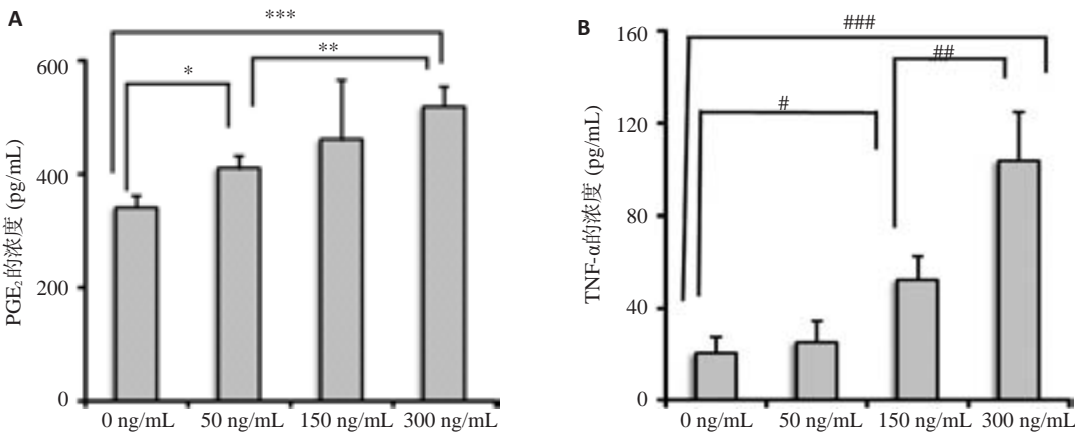 A
***
**
*
600
400
200
0
PGE₂的浓度 (pg/mL)
0 ng/mL 50 ng/mL 150 ng/mL 300 ng/mL
B
###
##
#
160
120
80
40
0
TNF-α的浓度 (pg/mL)
0 ng/mL 50 ng/mL 150 ng/mL 300 ng/mL